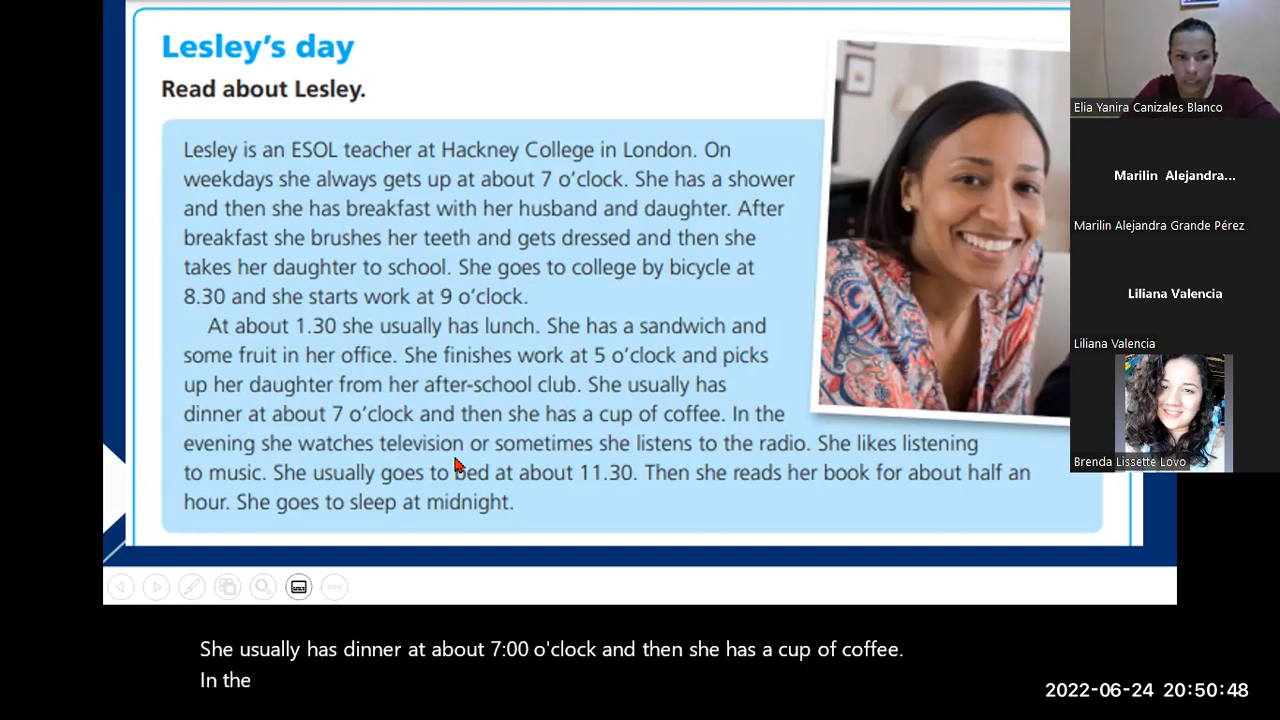 Lesley's day
Read about Lesley.
Lesley is an ESOL teacher at Hackney College in London. On
weekdays she always gets up at about 7 o'clock. She has a shower
and then she has breakfast with her husband and daughter. After
breakfast she brushes her teeth and gets dressed and then she
takes her daughter to school. She goes to college by bicycle at
8.30 and she starts work at 9 o'clock.
At about 1.30 she usually has lunch. She has a sandwich and
some fruit in her office. She finishes work at 5 o'clock and picks
up her daughter from her after-school club. She usually has
dinner at about 7 o'clock and then she has a cup of coffee. In the
evening she watches television or sometimes she listens to the radio. She likes listening
to music. She usually goes to bed at about 11.30. Then she reads her book for about half an
hour. She goes to sleep at midnight.
Elia Yanira Canizales Blanco
Marilin Alejandra...
Marilin Alejandra Grande Pérez
Liliana Valencia
Liliana Valencia
Brenda Lissette Lovo
She usually has dinner at about 7:00 o'clock and then she has a cup of coffee.
In the
2022-06-24 20:50:48